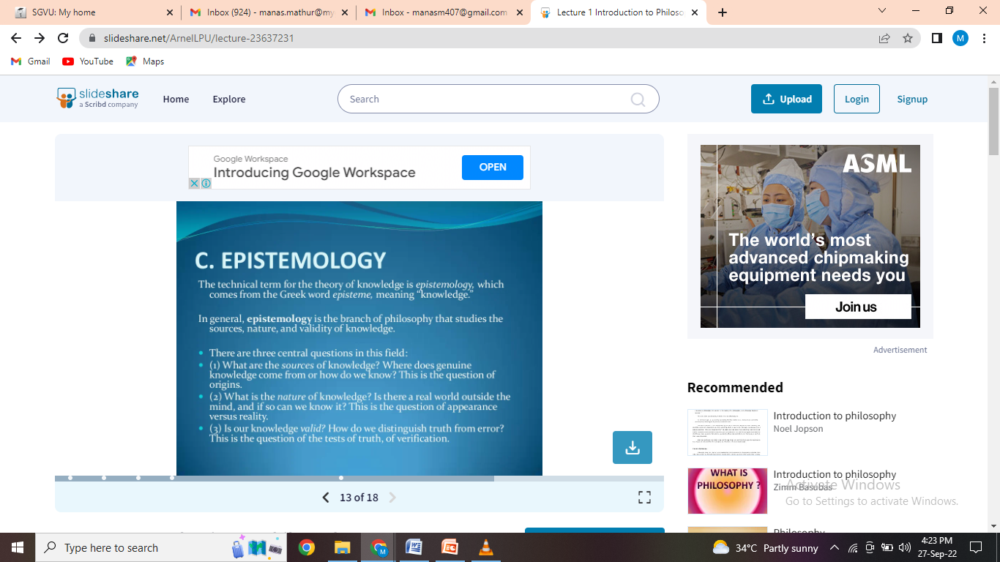 SGVU: My home
Inbox (924) - manas.mathur@my
Inbox - manasm407@gmail.com
Lecture 1 Introduction to Philoso
slideshare.net/ArnelLPU/lecture-23637231
M
Gmail
YouTube
Maps
slideshare
a Scribd company
Home
Explore
Search
Upload
Login
Signup
Google Workspace
Introducing Google Workspace
OPEN
ASML
The world's most
advanced chipmaking
equipment needs you
Join us
Advertisement
C. EPISTEMOLOGY
The technical term for the theory of knowledge is epistemology, which
comes from the Greek word episteme, meaning "knowledge."
In general, epistemology is the branch of philosophy that studies the
sources, nature, and validity of knowledge.
• There are three central questions in this field:
• (1) What are the sources of knowledge? Where does genuine
knowledge come from or how do we know? This is the question of
origins.
• (2) What is the nature of knowledge? Is there a real world outside the
mind, and if so can we know it? This is the question of appearance
versus reality.
• (3) Is our knowledge valid? How do we distinguish truth from error?
This is the question of the tests of truth, of verification.
13 of 18
Recommended
Introduction to philosophy
Noel Jopson
WHAT IS
PHILOSOPHY ?
Introduction to philosophy
Zimm Basubas
Philosophy
Activate Windows
Go to Settings to activate Windows.
Type here to search
M
34°C Partly sunny
4:23 PM
27-Sep-22